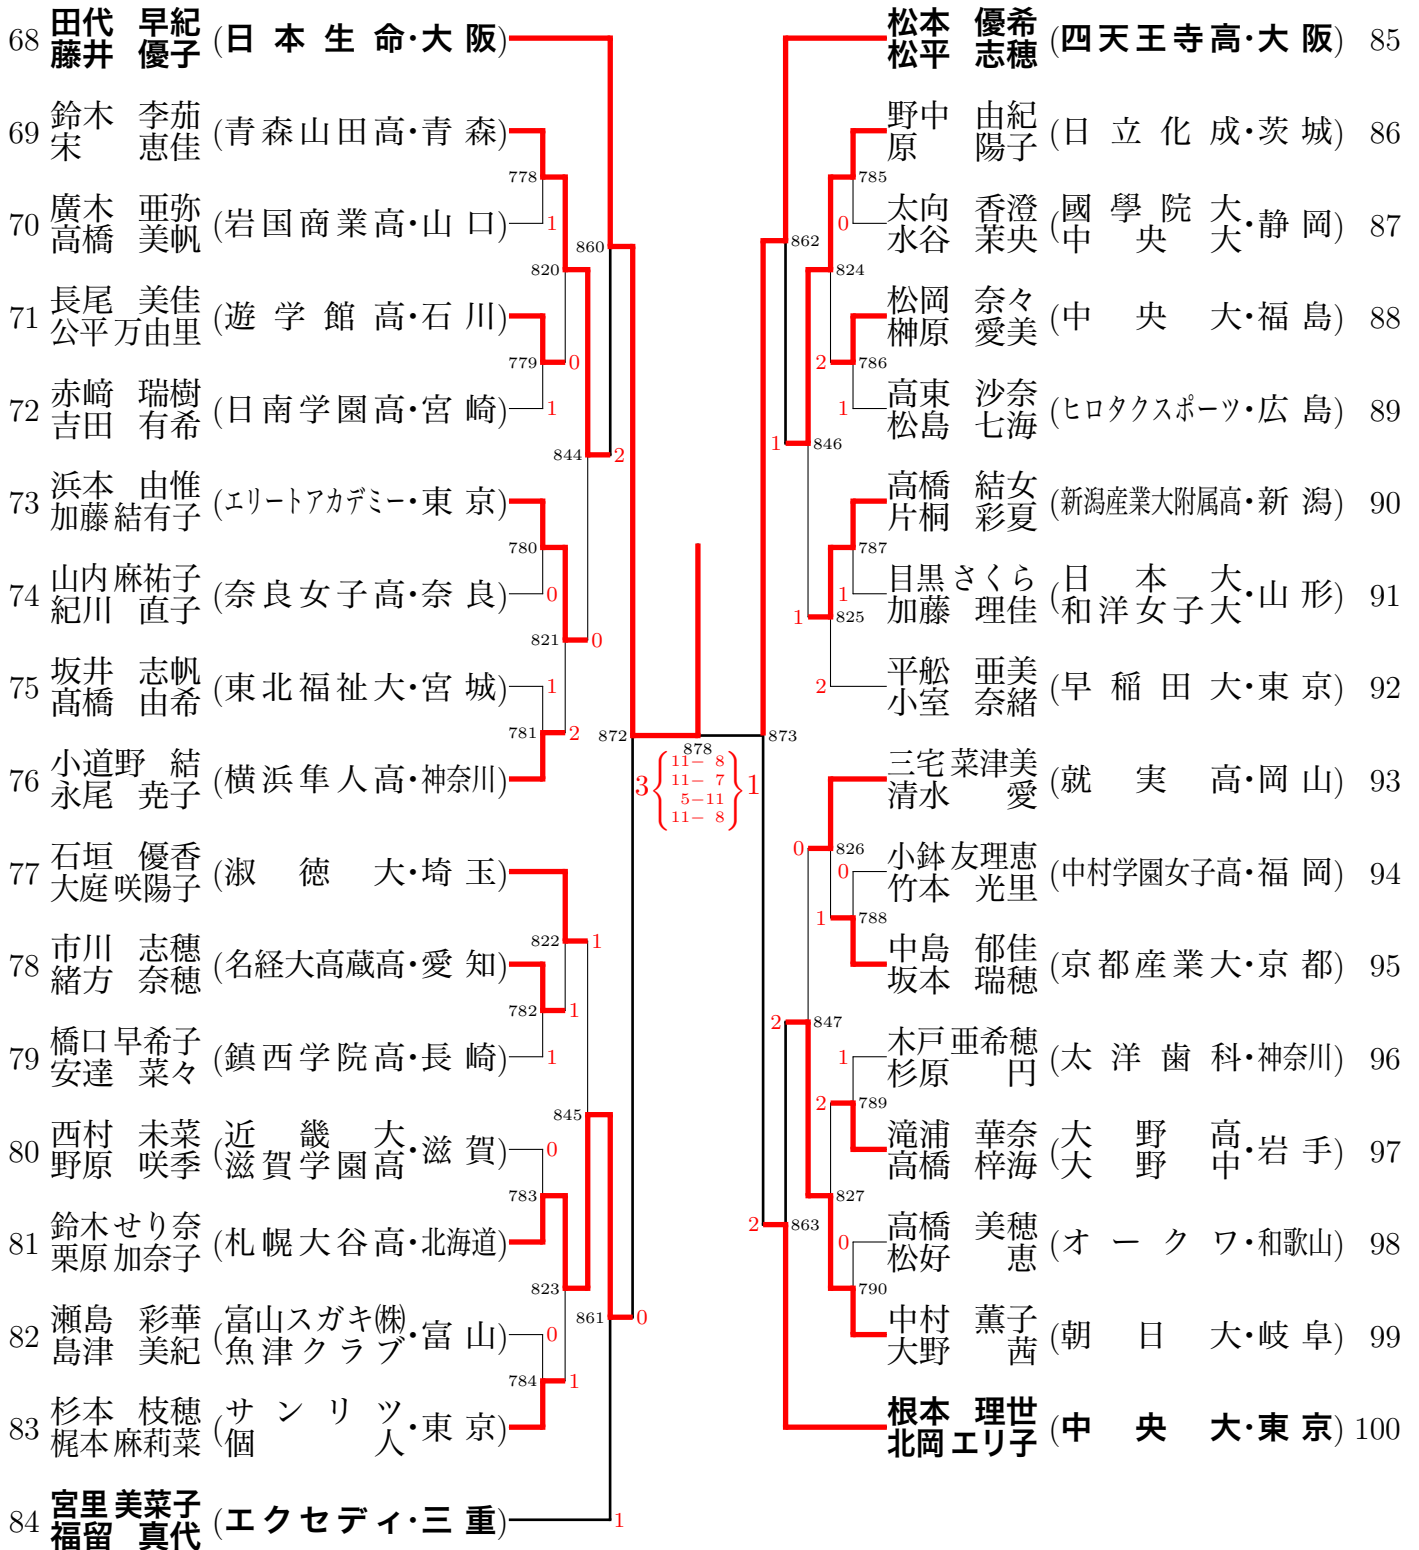 68 田代 早紀 藤井 優子 (日本生命・大阪)
69 鈴木 李茄 宋 恵佳 (青森山田高・青森)
70 廣木 亜弥 高橋 美帆 (岩国商業高・山口)
71 長尾 美佳 公平 万由里 (遊学館高・石川)
72 赤﨑 瑞樹 吉田 有希 (日南学園高・宮崎)
73 浜本 由惟 加藤 結有子 (エリートアカデミー・東京)
74 山内 麻祐子 紀川 直子 (奈良女子高・奈良)
75 坂井 志帆 髙橋 由希 (東北福祉大・宮城)
76 小道野 結 永尾 尭子 (横浜隼人高・神奈川)
77 石垣 優香 大庭 咲陽子 (淑徳大・埼玉)
78 市川 志穂 緒方 奈穂 (名経大高蔵高・愛知)
79 橋口 早希子 安達 菜々 (鎮西学院高・長崎)
80 西村 未菜 野原 咲季 (近畿大 滋賀学園高・滋賀)
81 鈴木 せり奈 栗原 加奈子 (札幌大谷高・北海道)
82 瀬島 彩華 島津 美紀 (富山スガキ㈱ 魚津クラブ・富山)
83 杉本 枝穂 梶本 麻莉菜 (サンリツ 個人・東京)
84 宮里 美菜子 福留 真代 (エクセディ・三重)
778
1
860
820
779
0
1
844
2
780
0
821
0
1
781
2
872
822
1
782
1
1
845
0
783
823
861
0
0
784
1
1
878
3 11－8 1
11－7
5－11
11－8
松本 優希 松平 志穂 (四天王寺高・大阪) 85
野中 由紀 原 陽子 (日立化成・茨城) 86
太向 香澄 水谷 茉央 (國學院大 中央大・静岡) 87
松岡 奈々 榊原 愛美 (中央大・福島) 88
高東 沙奈 松島 七海 (ヒロタクスポーツ・広島) 89
高橋 結女 片桐 彩夏 (新潟産業大附属高・新潟) 90
目黒 さくら 加藤 理佳 (日本大 和洋女子大・山形) 91
平舩 亜美 小室 奈緒 (早稲田大・東京) 92
三宅 菜津美 清水 愛 (就実高・岡山) 93
小鉢 友理恵 竹本 光里 (中村学園女子高・福岡) 94
中島 郁佳 坂本 瑞穂 (京都産業大・京都) 95
木戸 亜希穂 杉原 円 (太洋歯科・神奈川) 96
滝浦 華奈 高橋 梓海 (大野高 大野中・岩手) 97
高橋 美穂 松好 恵 (オークワ・和歌山) 98
中村 薫子 大野 茜 (朝日大・岐阜) 99
根本 理世 北岡 エリ子 (中央大・東京) 100
785
0
862
824
2
786
1
1
846
787
1
1
825
2
873
0
826
0
1
788
2
847
1
2
789
827
2
863
0
790